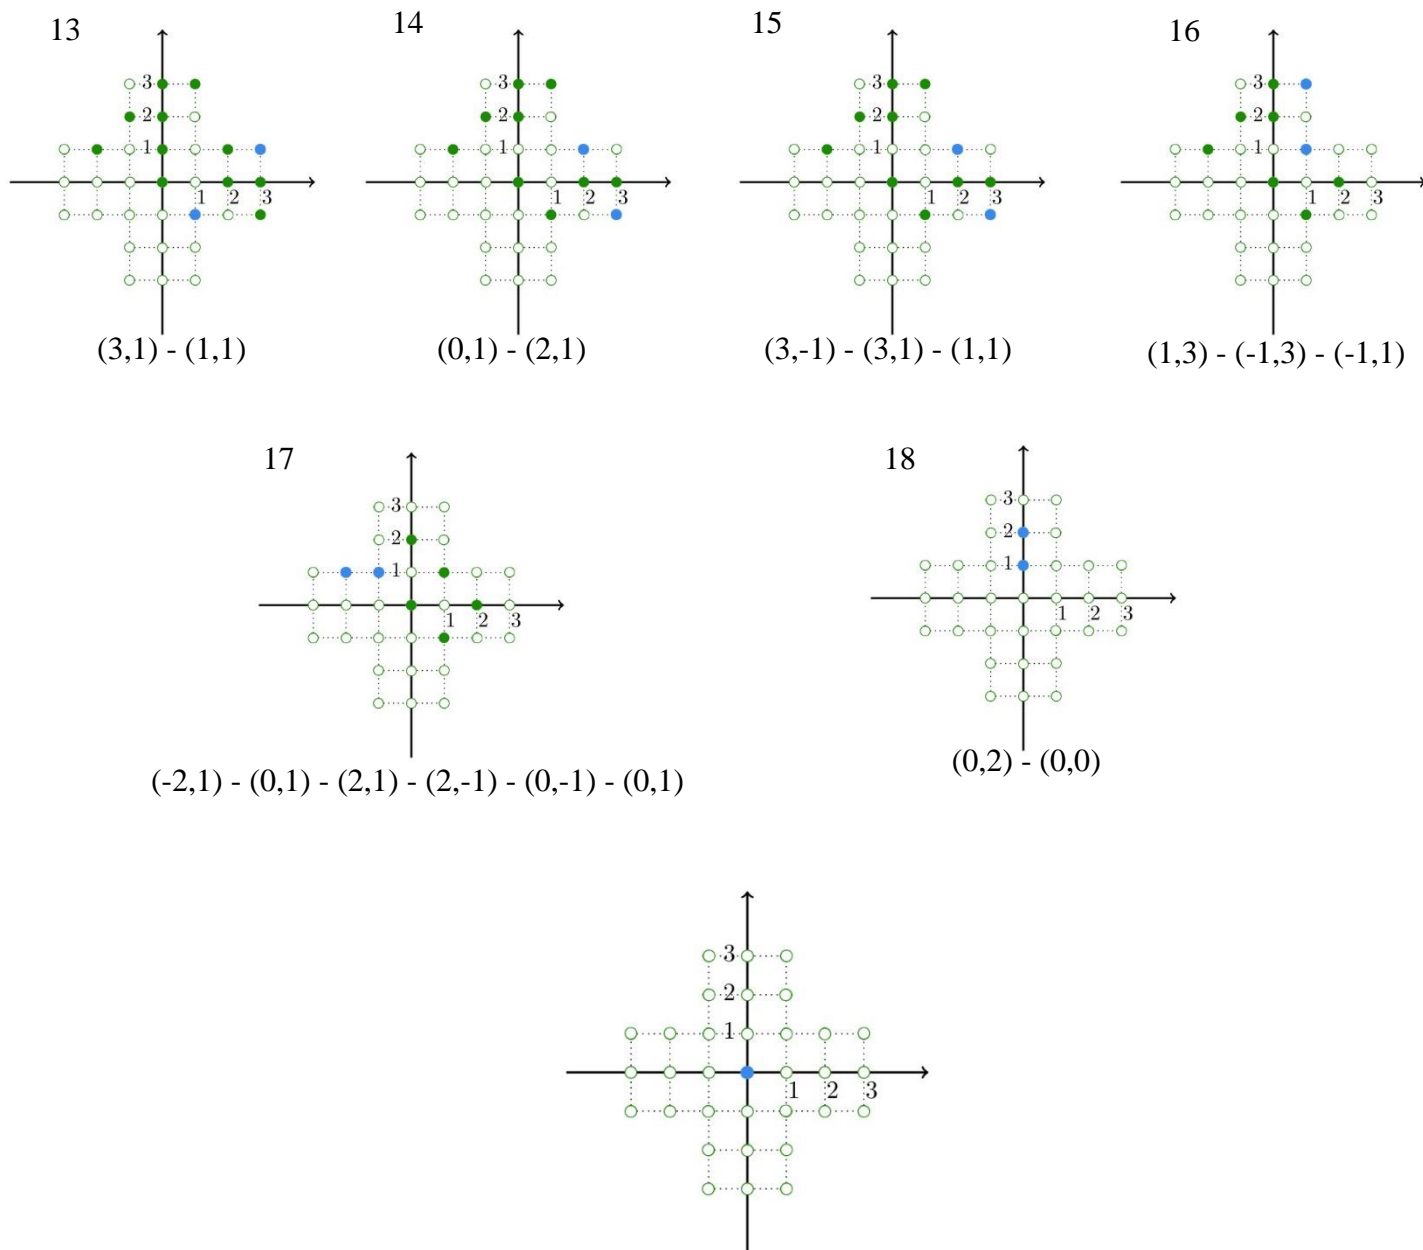 13 14 15 16
3 3 3 3
2 2 2 2
1 1 1 1
1 2 3 1 2 3 1 2 3 1 2 3
(3,1) - (1,1) (0,1) - (2,1) (3,-1) - (3,1) - (1,1) (1,3) - (-1,3) - (-1,1)
17 18
3 3
2 2
1 1
1 2 3 1 2 3
(-2,1) - (0,1) - (2,1) - (2,-1) - (0,-1) - (0,1) (0,2) - (0,0)
3
2
1
1 2 3